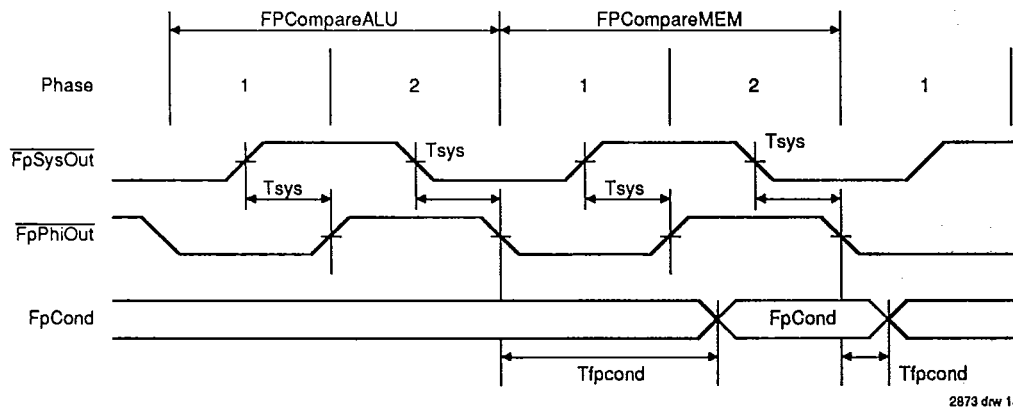 FPCompareALU FPCompareMEM
Phase 1 2 1 2 1
FpSysOut Tsys Tsys
Tsys Tsys
FpPhiOut
FpCond FpCond
Tfpcond Tfpcond
2873 drw